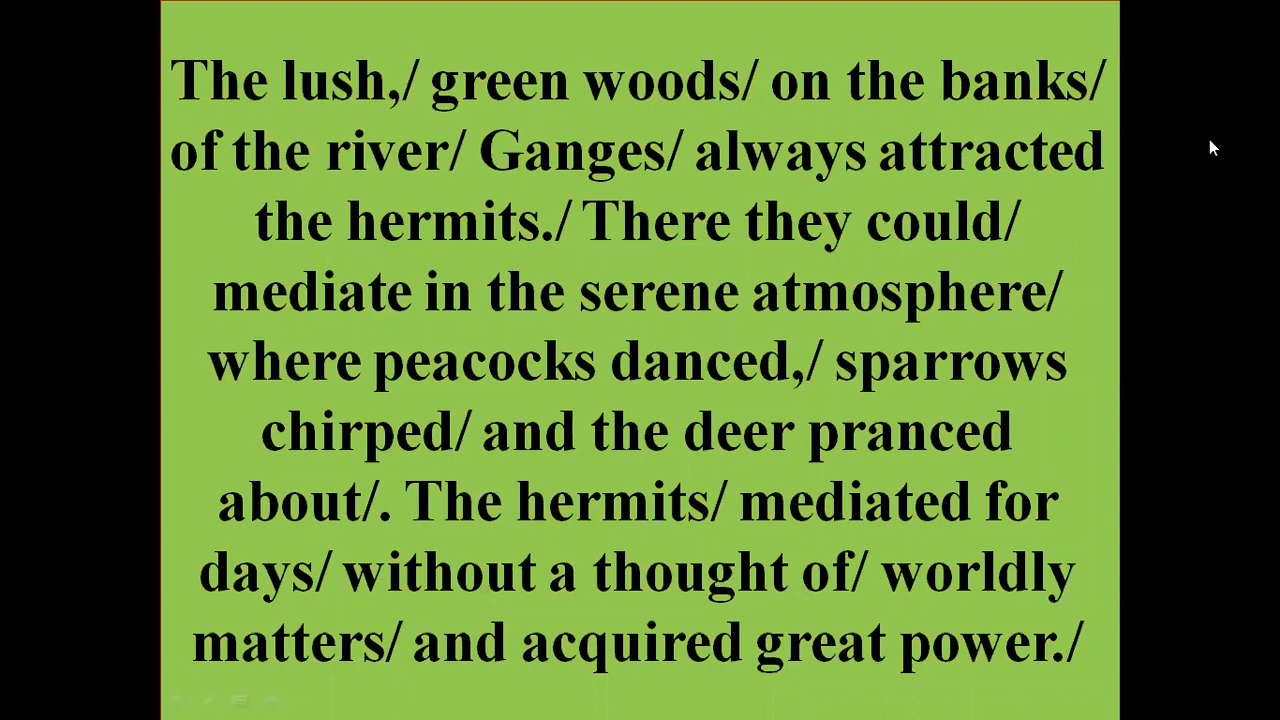 The lush,/ green woods/ on the banks/
of the river/ Ganges/ always attracted
the hermits./ There they could/
mediate in the serene atmosphere/
where peacocks danced,/ sparrows
chirped/ and the deer pranced
about/. The hermits/ mediated for
days/ without a thought of/ worldly
matters/ and acquired great power./